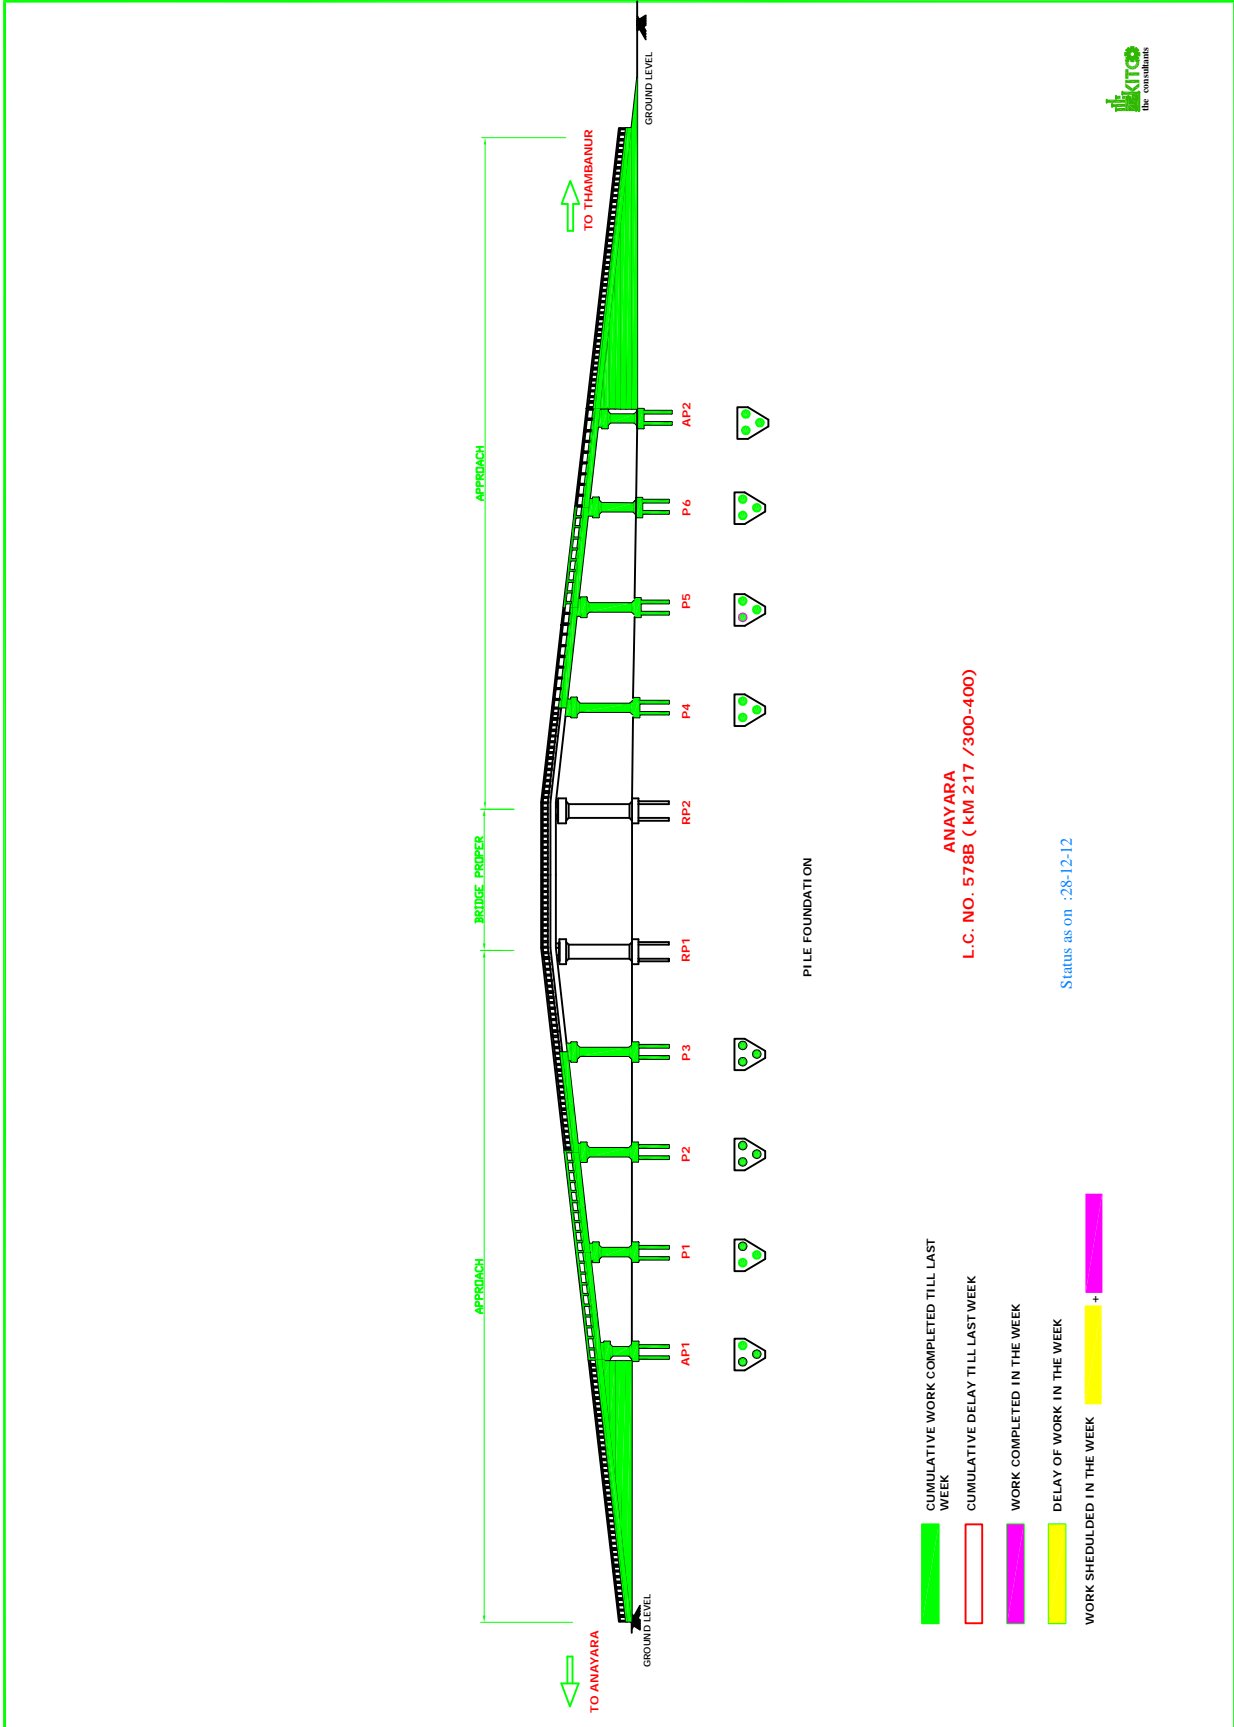 APPROACH
BRIDGE PROPER
APPROACH
TO ANAYARA
TO THAMBANUR
GROUND LEVEL
GROUND LEVEL
AP1
P1
P2
P3
RP1
RP2
P4
P5
P6
AP2
PILE FOUNDATION
CUMULATIVE WORK COMPLETED TILL LAST
WEEK
CUMULATIVE DELAY TILL LAST WEEK
WORK COMPLETED IN THE WEEK
DELAY OF WORK IN THE WEEK
WORK SHEDULDED IN THE WEEK +
ANAYARA
L.C. NO. 578B ( kM 217 /300-400)
Status as on :28-12-12
KITCO
the consultants